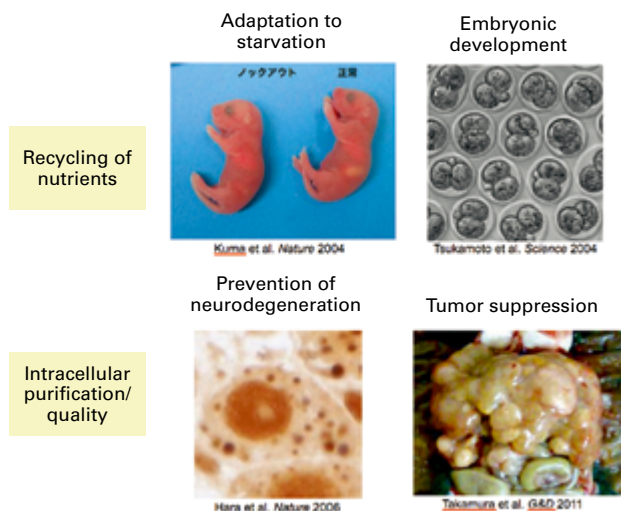 Adaptation to
starvation
Embryonic
development
Recycling of
nutrients
ノックアウト 正常
Kuma et al. Nature 2004
Tsukamoto et al. Science 2004
Prevention of
neurodegeneration
Tumor suppression
Intracellular
purification/
quality
Hara et al. Nature 2006
Takamura et al. G&D 2011